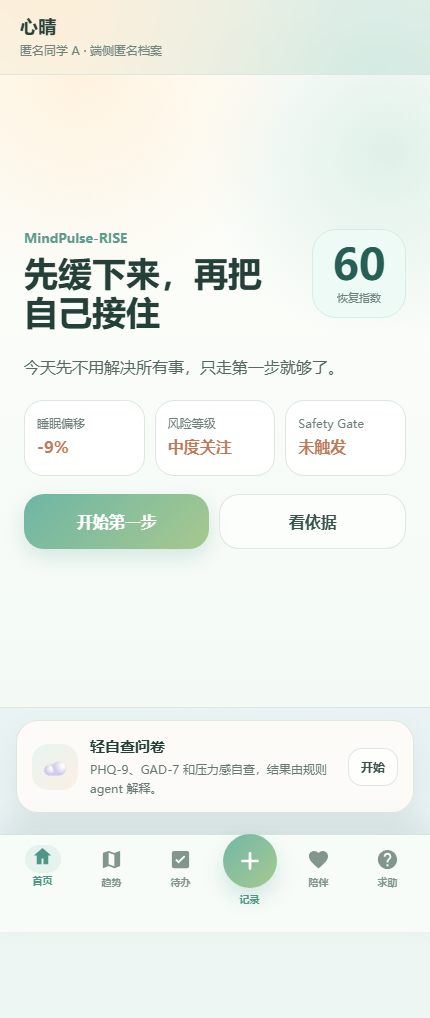 心晴
匿名同学 A · 端侧匿名档案
MindPulse-RISE
先缓下来，再把
自己接住
60
恢复指数
今天先不用解决所有事，只走第一步就够了。
睡眠偏移
-9%
风险等级
中度关注
Safety Gate
未触发
开始第一步
看依据
轻自查问卷
PHQ-9、GAD-7 和压力感自查，结果由规则
agent 解释。
开始
首页
趋势
待办
记录
陪伴
求助